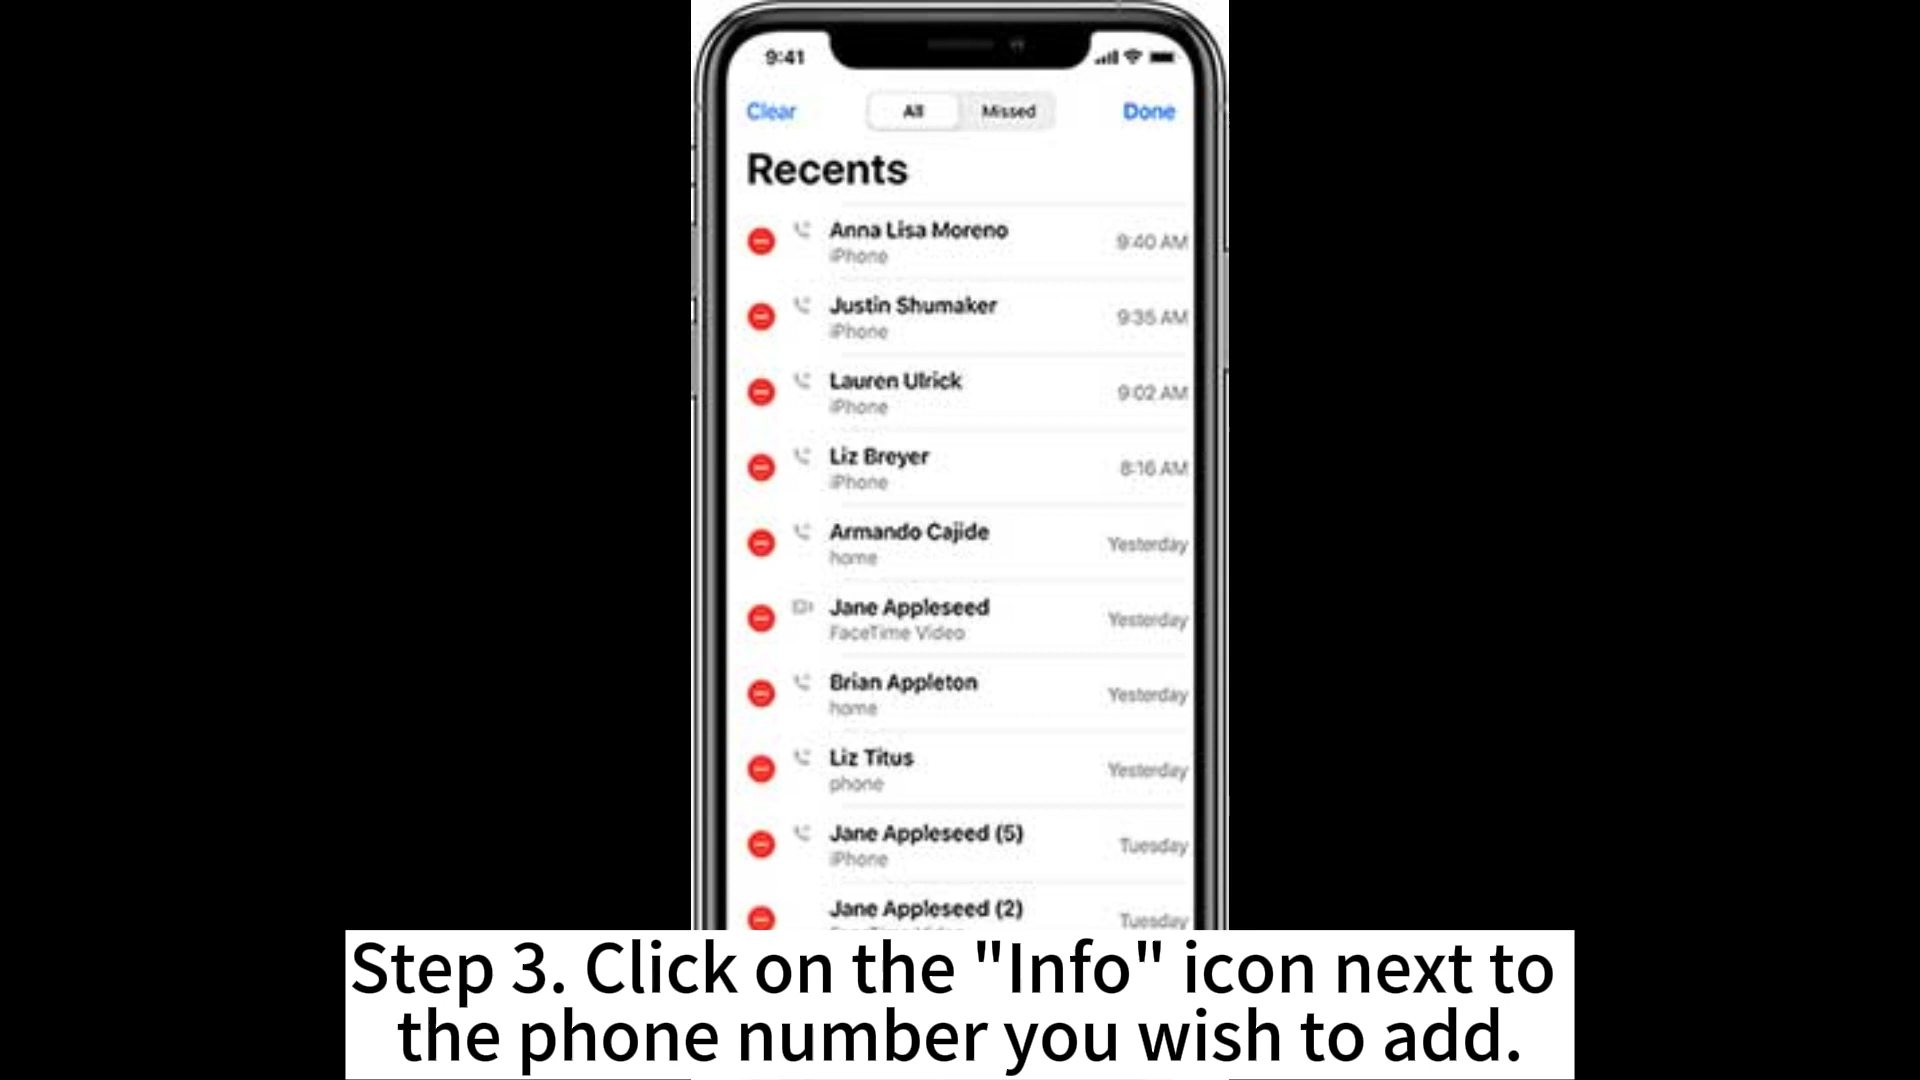 9:41
Clear All Missed Done
Recents
Anna Lisa Moreno
iPhone
9:40 AM
Justin Shumaker
iPhone
9:35 AM
Lauren Ulrick
iPhone
9:02 AM
Liz Breyer
iPhone
8:16 AM
Armando Cajide
home
Yesterday
Jane Appleseed
FaceTime Video
Yesterday
Brian Appleton
home
Yesterday
Liz Titus
phone
Yesterday
Jane Appleseed (5)
iPhone
Tuesday
Jane Appleseed (2)
Tuesday
Step 3. Click on the "Info" icon next to
the phone number you wish to add.